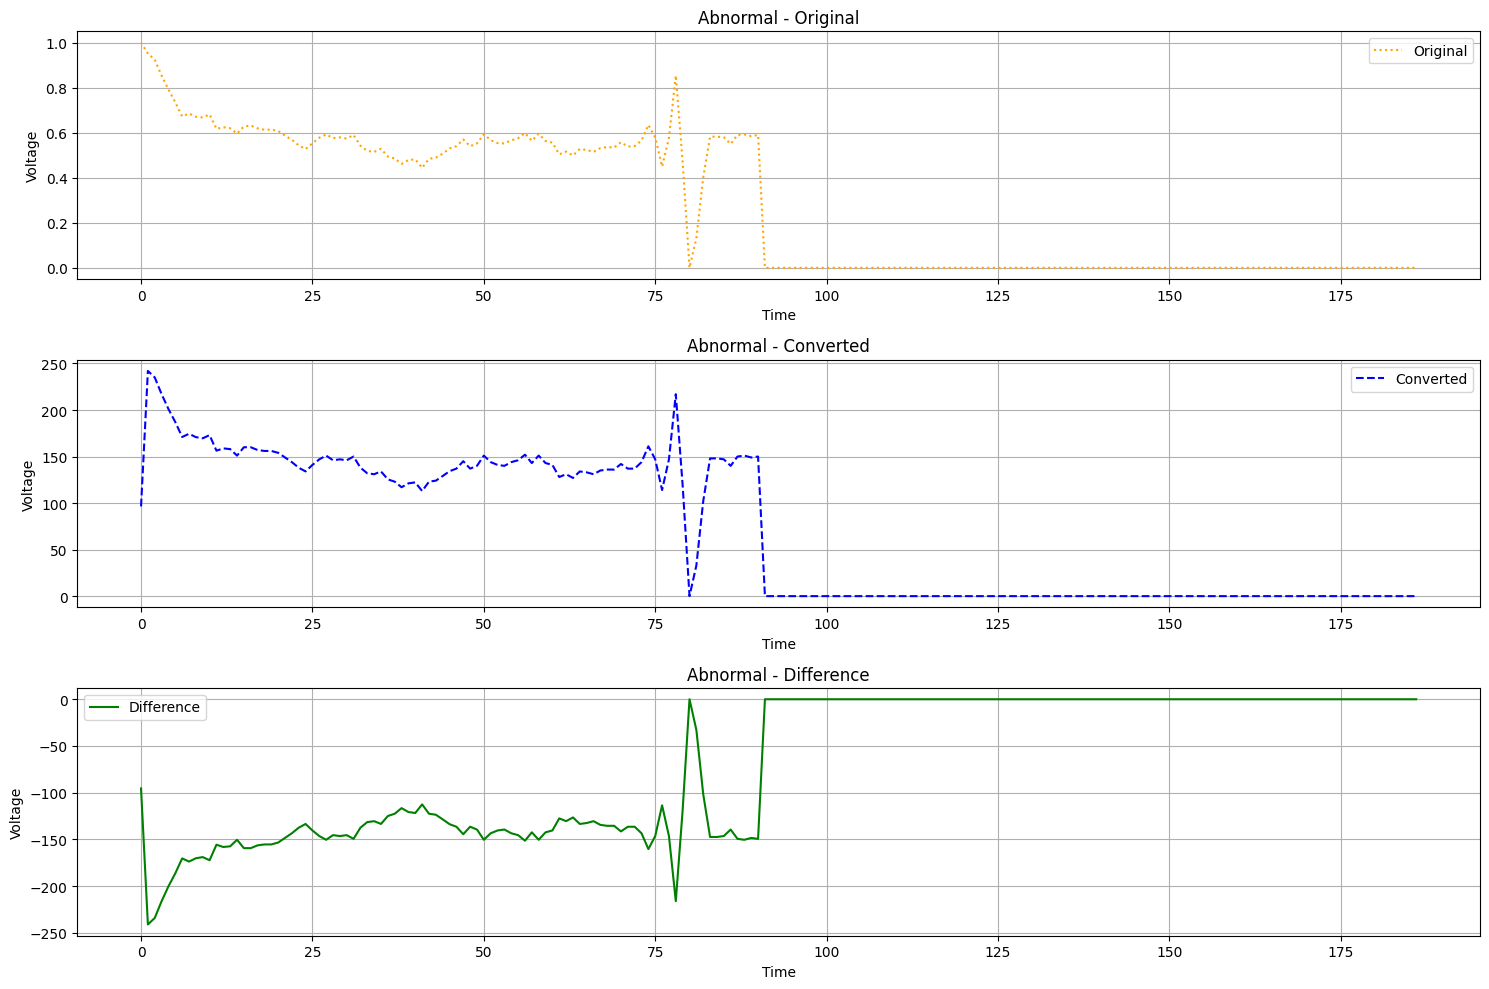 Abnormal - Original
Voltage
1.0
0.8
0.6
0.4
0.2
0.0
Original
0 25 50 75 100 125 150 175
Time
Abnormal - Converted
Voltage
250
200
150
100
50
0
Converted
0 25 50 75 100 125 150 175
Time
Abnormal - Difference
Voltage
0
−50
−100
−150
−200
−250
Difference
0 25 50 75 100 125 150 175
Time